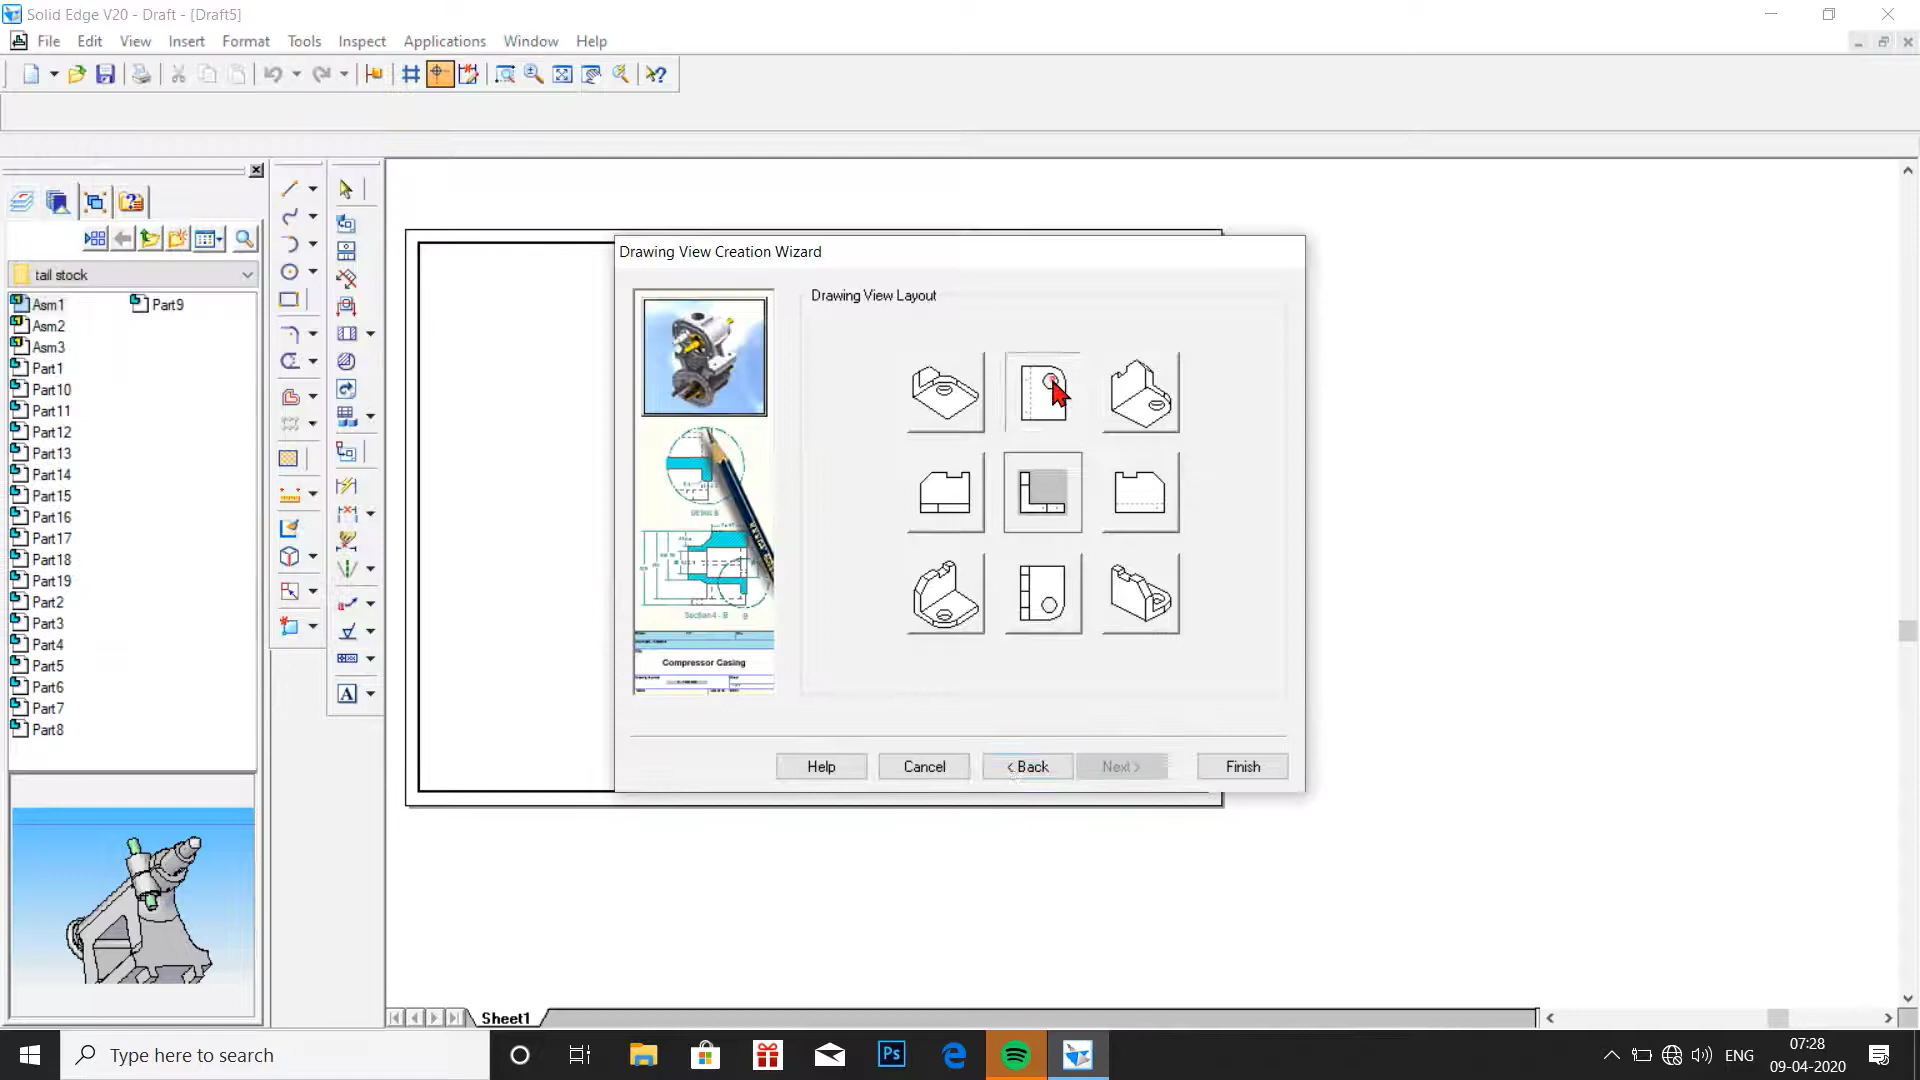 Solid Edge V20 - Draft - [Draft5]
File Edit View Insert Format Tools Inspect Applications Window Help
tail stock
Asm1 Part9
Asm2
Asm3
Part1
Part10
Part11
Part12
Part13
Part14
Part15
Part16
Part17
Part18
Part19
Part2
Part3
Part4
Part5
Part6
Part7
Part8
Drawing View Creation Wizard
Drawing View Layout
Compressor Casing
Help Cancel < Back Next > Finish
Sheet1
Type here to search
Ps
ENG
07:28
09-04-2020